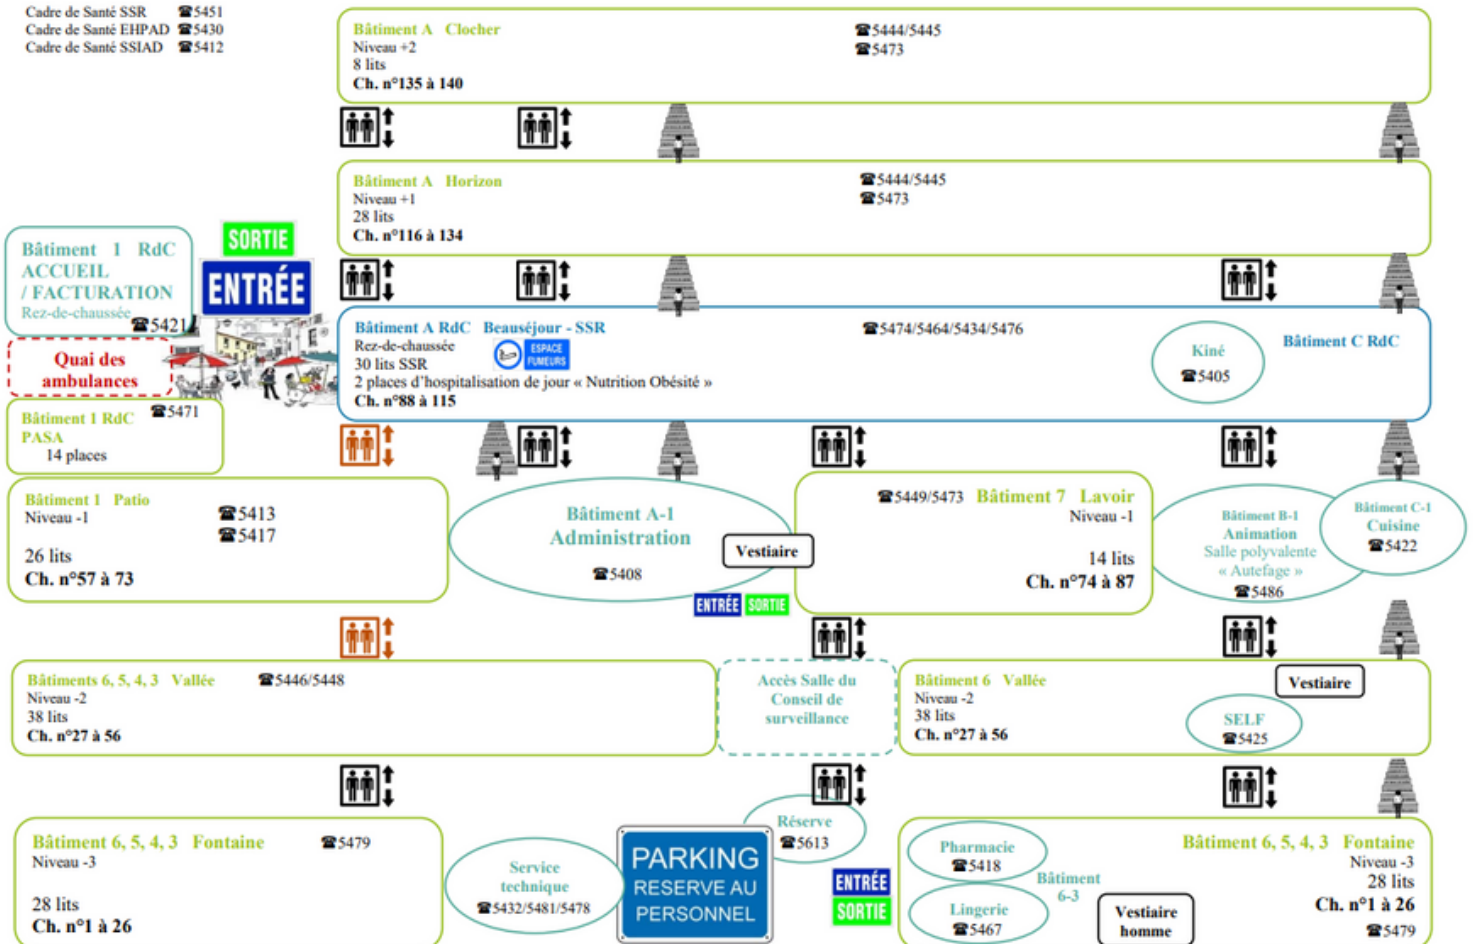 Cadre de Santé SSR ☎5451
Cadre de Santé EHPAD ☎5430
Cadre de Santé SSIAD ☎5412
Bâtiment A Clocher ☎5444/5445
Niveau +2 ☎5473
8 lits
Ch. n°135 à 140
Bâtiment A Horizon ☎5444/5445
Niveau +1 ☎5473
28 lits
Ch. n°116 à 134
SORTIE
ENTRÉE
Bâtiment 1 RdC
ACCUEIL
/ FACTURATION
Rez-de-chaussée
☎5421
Quai des
ambulances
Bâtiment 1 RdC ☎5471
PASA
14 places
Bâtiment A RdC Beauséjour - SSR ☎5474/5464/5434/5476
Rez-de-chaussée
30 lits SSR
2 places d’hospitalisation de jour « Nutrition Obésité »
Ch. n°88 à 115
ESPACE
FUMEURS
Kiné
☎5405
Bâtiment C RdC
Bâtiment 1 Patio
Niveau -1
☎5413
☎5417
26 lits
Ch. n°57 à 73
Bâtiment A-1
Administration
☎5408
Vestiaire
ENTRÉE SORTIE
☎5449/5473 Bâtiment 7 Lavoir
Niveau -1
14 lits
Ch. n°74 à 87
Bâtiment B-1
Animation
Salle polyvalente
« Autefage »
☎5486
Bâtiment C-1
Cuisine
☎5422
Bâtiments 6, 5, 4, 3 Vallée ☎5446/5448
Niveau -2
38 lits
Ch. n°27 à 56
Accès Salle du
Conseil de
surveillance
Bâtiment 6 Vallée
Niveau -2
38 lits
Ch. n°27 à 56
Vestiaire
SELF
☎5425
Bâtiment 6, 5, 4, 3 Fontaine ☎5479
Niveau -3
28 lits
Ch. n°1 à 26
Service
technique
☎5432/5481/5478
PARKING
RESERVE AU
PERSONNEL
Réserve
☎5613
ENTRÉE
SORTIE
Pharmacie
☎5418
Bâtiment
6-3
Lingerie
☎5467
Vestiaire
homme
Bâtiment 6, 5, 4, 3 Fontaine
Niveau -3
28 lits
Ch. n°1 à 26
☎5479